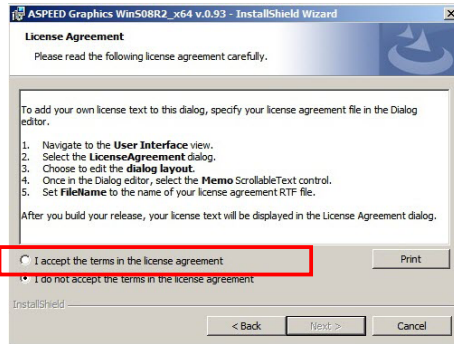 ASPEED Graphics WinS08R2_x64 v.0.93 - InstallShield Wizard
License Agreement
Please read the following license agreement carefully.
To add your own license text to this dialog, specify your license agreement file in the Dialog
editor.
1. Navigate to the User Interface view.
2. Select the LicenseAgreement dialog.
3. Choose to edit the dialog layout.
4. Once in the Dialog editor, select the Memo ScrollableText control.
5. Set FileName to the name of your license agreement RTF file.
After you build your release, your license text will be displayed in the License Agreement dialog.
I accept the terms in the license agreement
Print
I do not accept the terms in the license agreement
InstallShield
< Back
Next >
Cancel